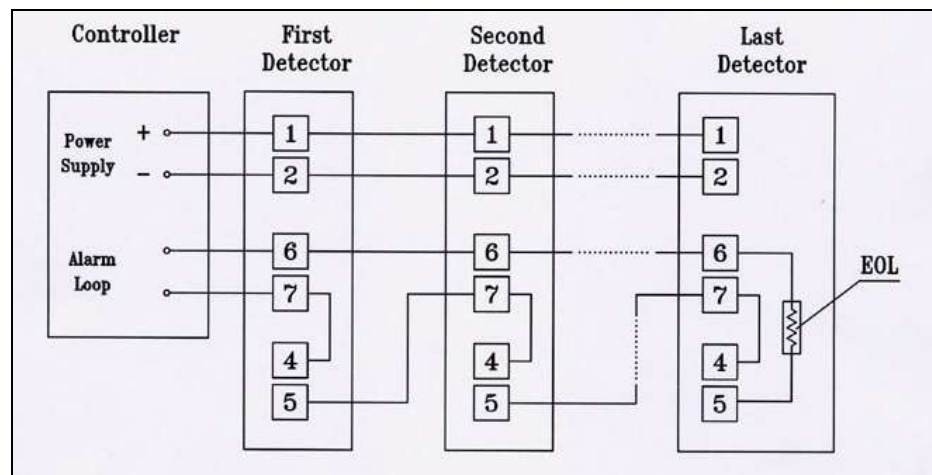 Controller
First
Detector
Second
Detector
Last
Detector
Power
Supply
+
-
Alarm
Loop
1
2
6
7
4
5
1
2
6
7
4
5
1
2
6
7
4
5
EOL